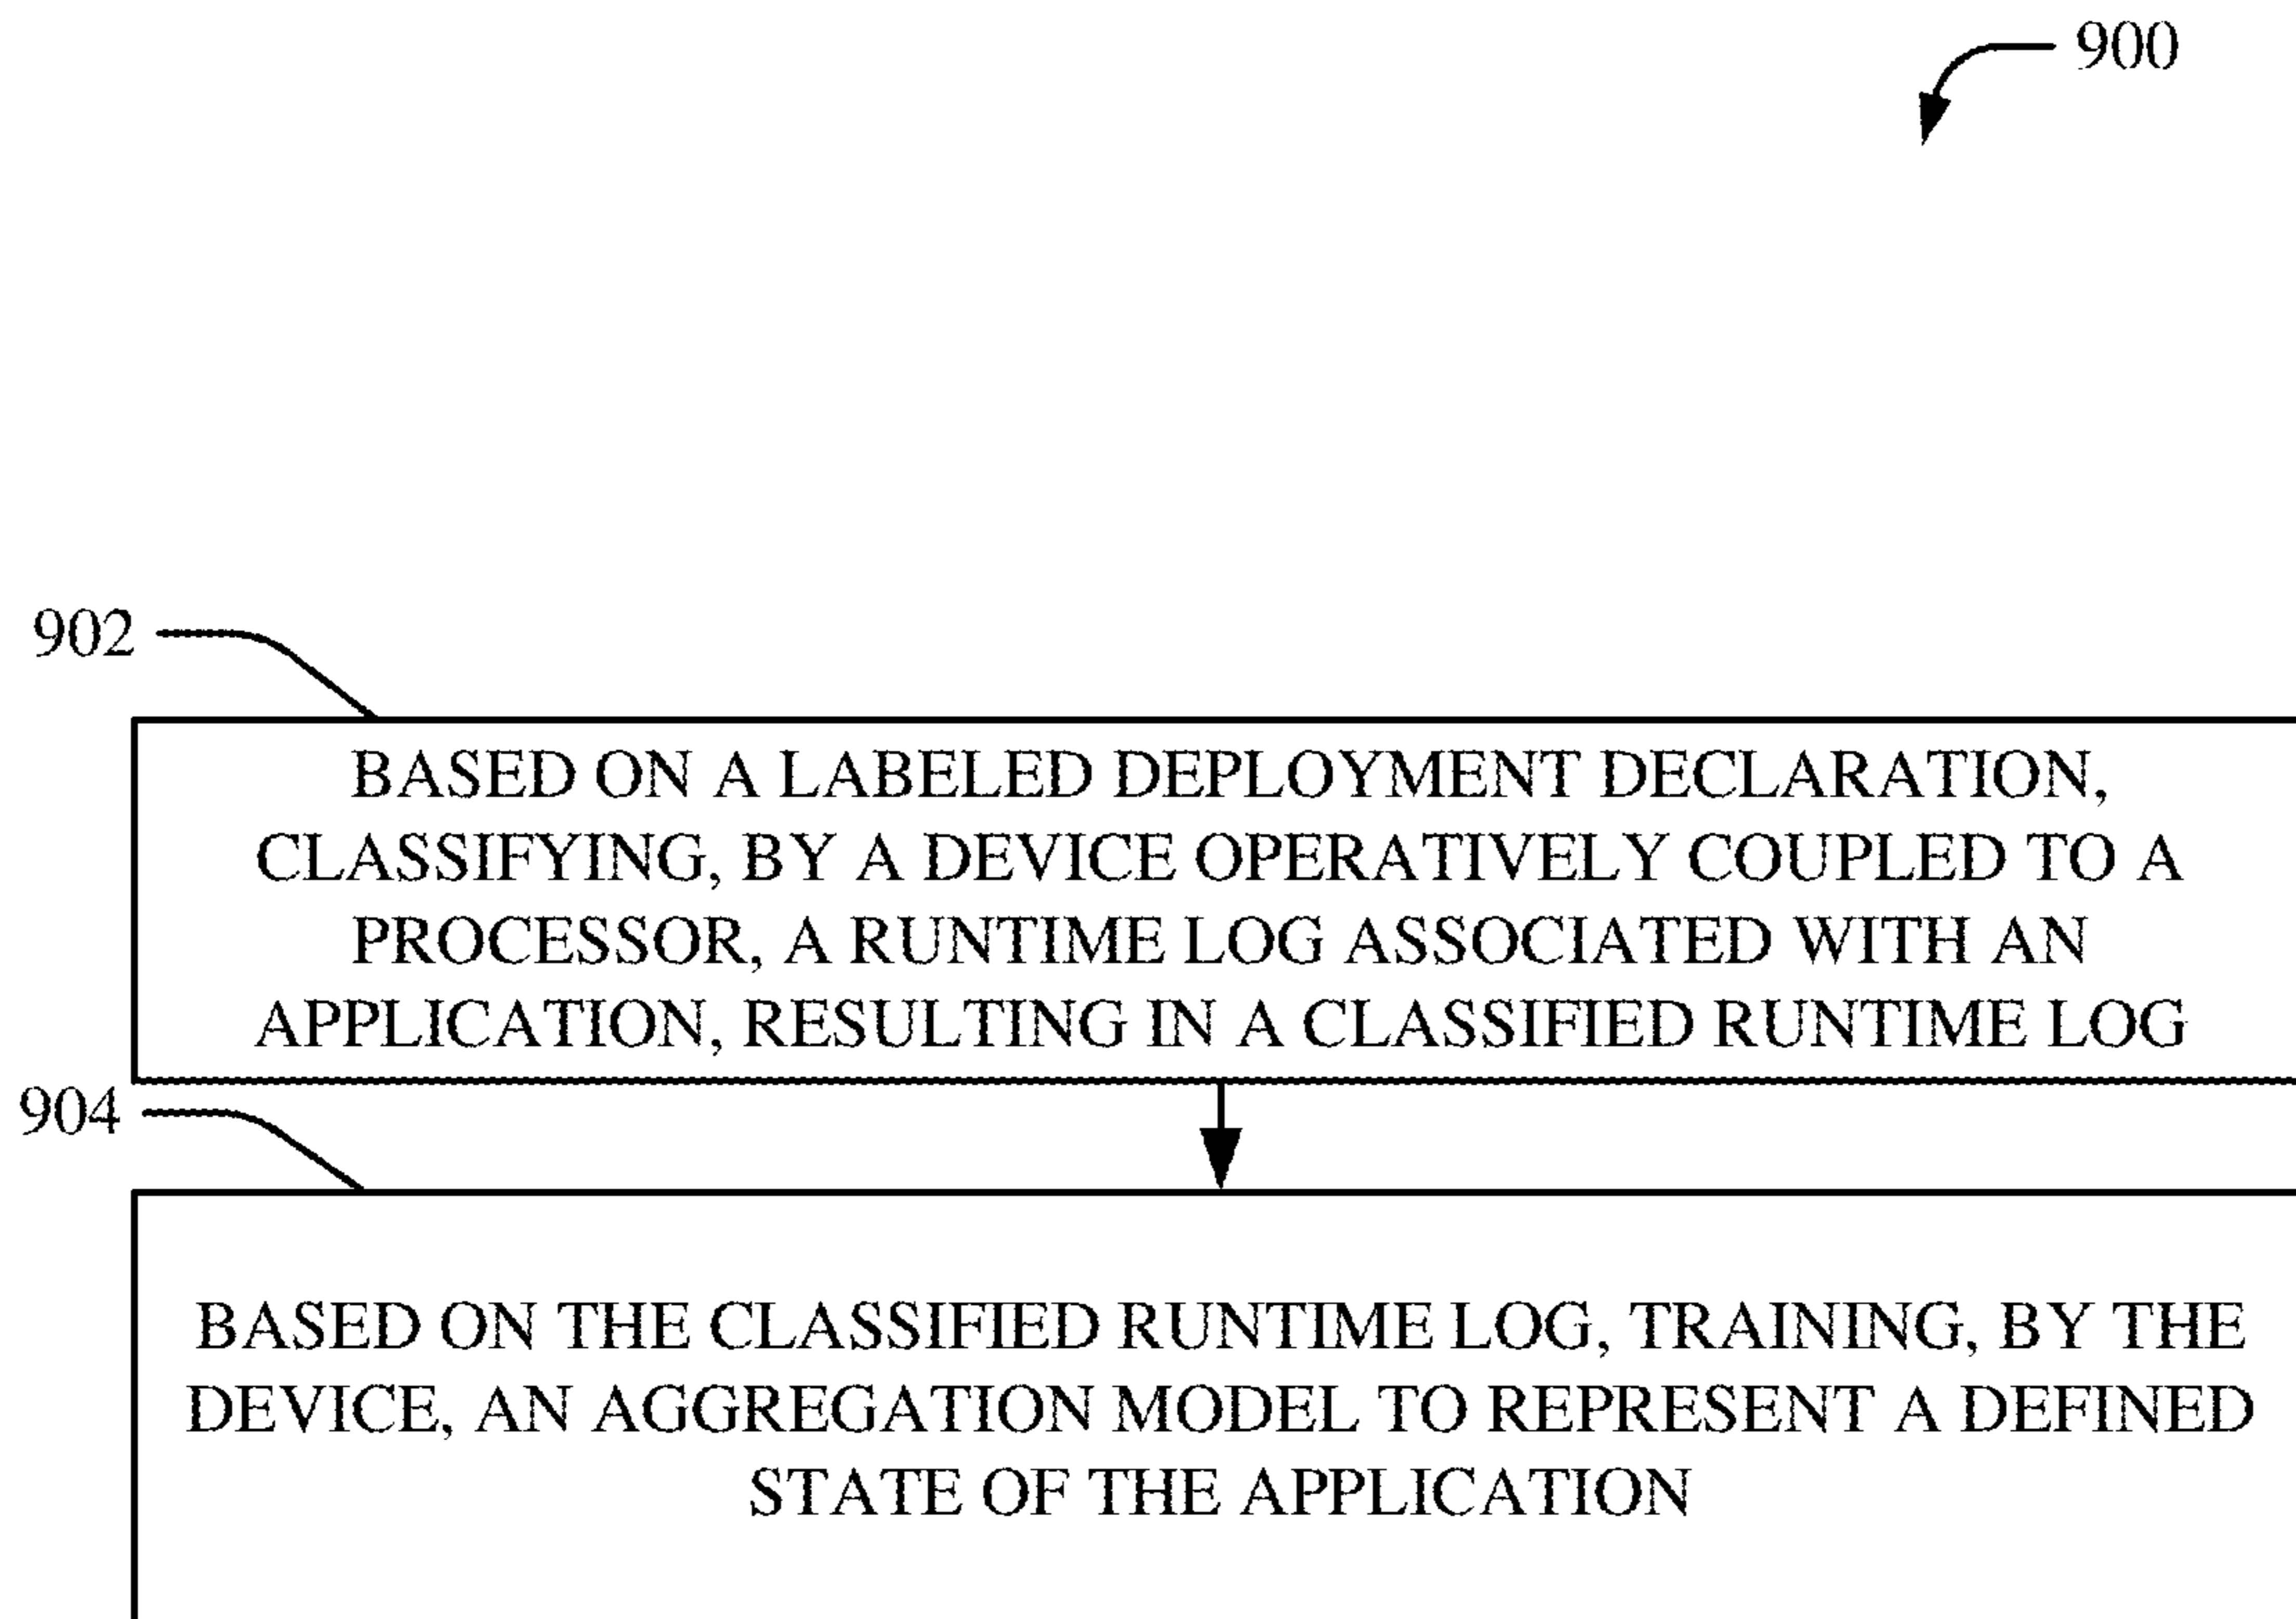 900
902
BASED ON A LABELED DEPLOYMENT DECLARATION,
CLASSIFYING, BY A DEVICE OPERATIVELY COUPLED TO A
PROCESSOR, A RUNTIME LOG ASSOCIATED WITH AN
APPLICATION, RESULTING IN A CLASSIFIED RUNTIME LOG
904
BASED ON THE CLASSIFIED RUNTIME LOG, TRAINING, BY THE
DEVICE, AN AGGREGATION MODEL TO REPRESENT A DEFINED
STATE OF THE APPLICATION